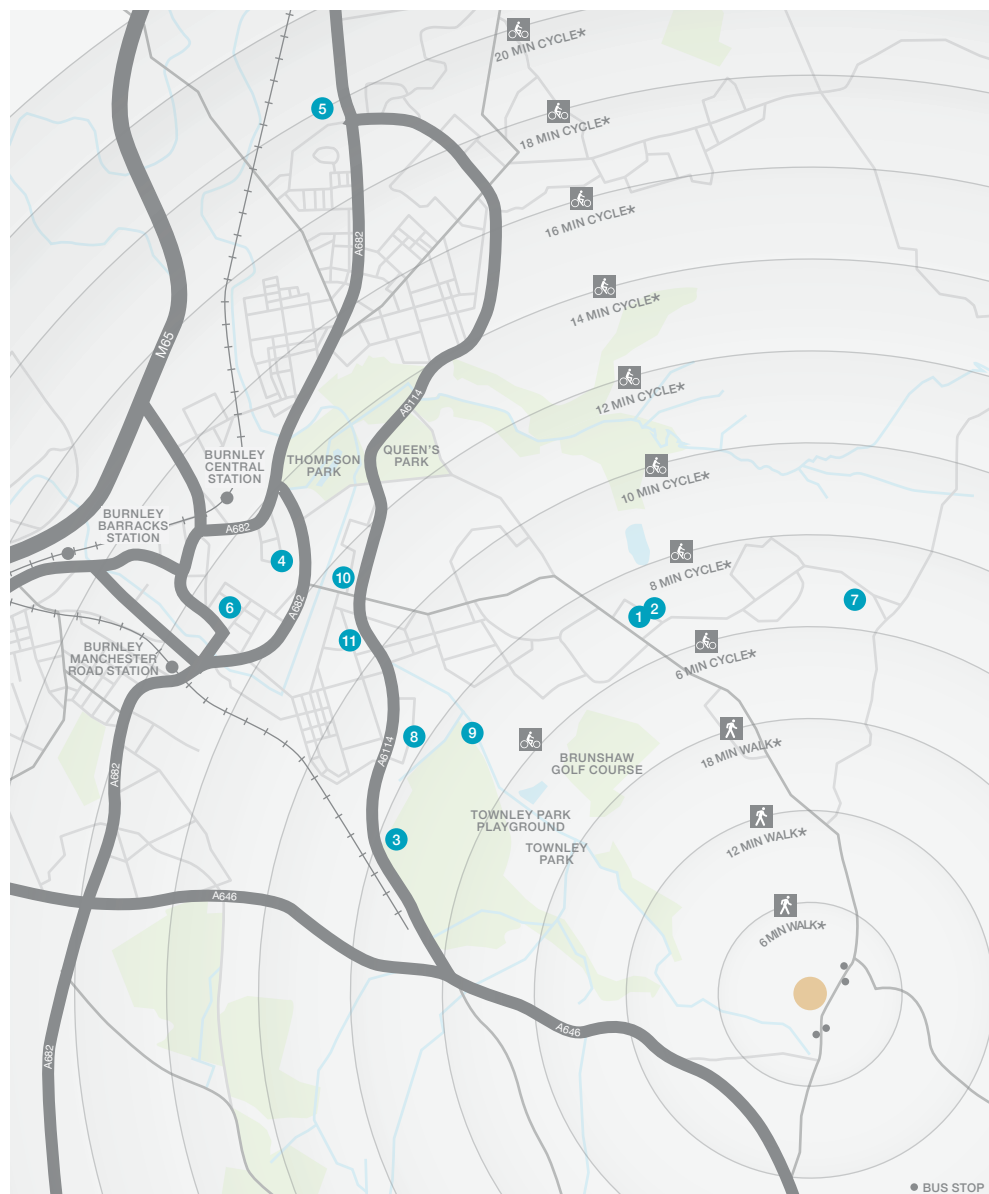 20 MIN CYCLE*
5
18 MIN CYCLE*
16 MIN CYCLE*
A682
14 MIN CYCLE*
M65
12 MIN CYCLE*
A6114
BURNLEY
CENTRAL
STATION
THOMPSON
PARK
QUEEN'S
PARK
10 MIN CYCLE*
BURNLEY
BARRACKS
STATION
A682
4
10
8 MIN CYCLE*
6
A682
1
2
7
11
BURNLEY
MANCHESTER
ROAD STATION
6 MIN CYCLE*
8
9
A6114
18 MIN WALK*
BRUNSHAW
GOLF COURSE
A682
TOWNLEY PARK
PLAYGROUND
3
12 MIN WALK*
TOWNLEY
PARK
A646
6 MIN WALK*
A646
A682
BUS STOP